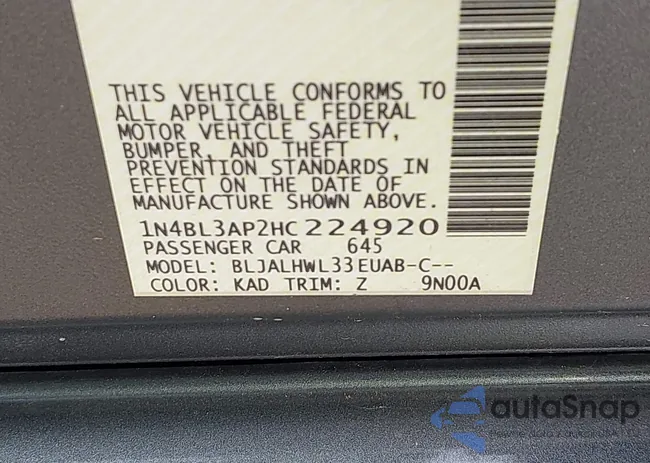 THIS VEHICLE CONFORMS TO
ALL APPLICABLE FEDERAL
MOTOR VEHICLE SAFETY,
BUMPER, AND THEFT
PREVENTION STANDARDS IN
EFFECT ON THE DATE OF
MANUFACTURE SHOWN ABOVE.
1N4BL3AP2HC224920
PASSENGER CAR 645
MODEL: BLJALHWL33EUAB-C--
COLOR: KAD TRIM: Z 9N00A
autoSnap